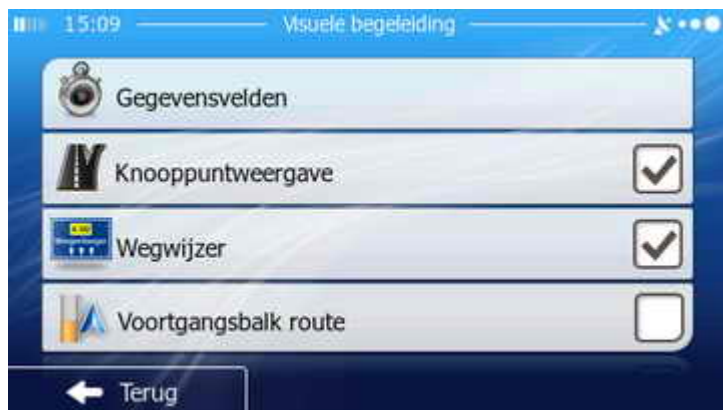 15:09 Visuele begeleiding
Gegevensvelden
Knooppuntweergave
Wegwijzer
Voortgangsbalk route
Terug